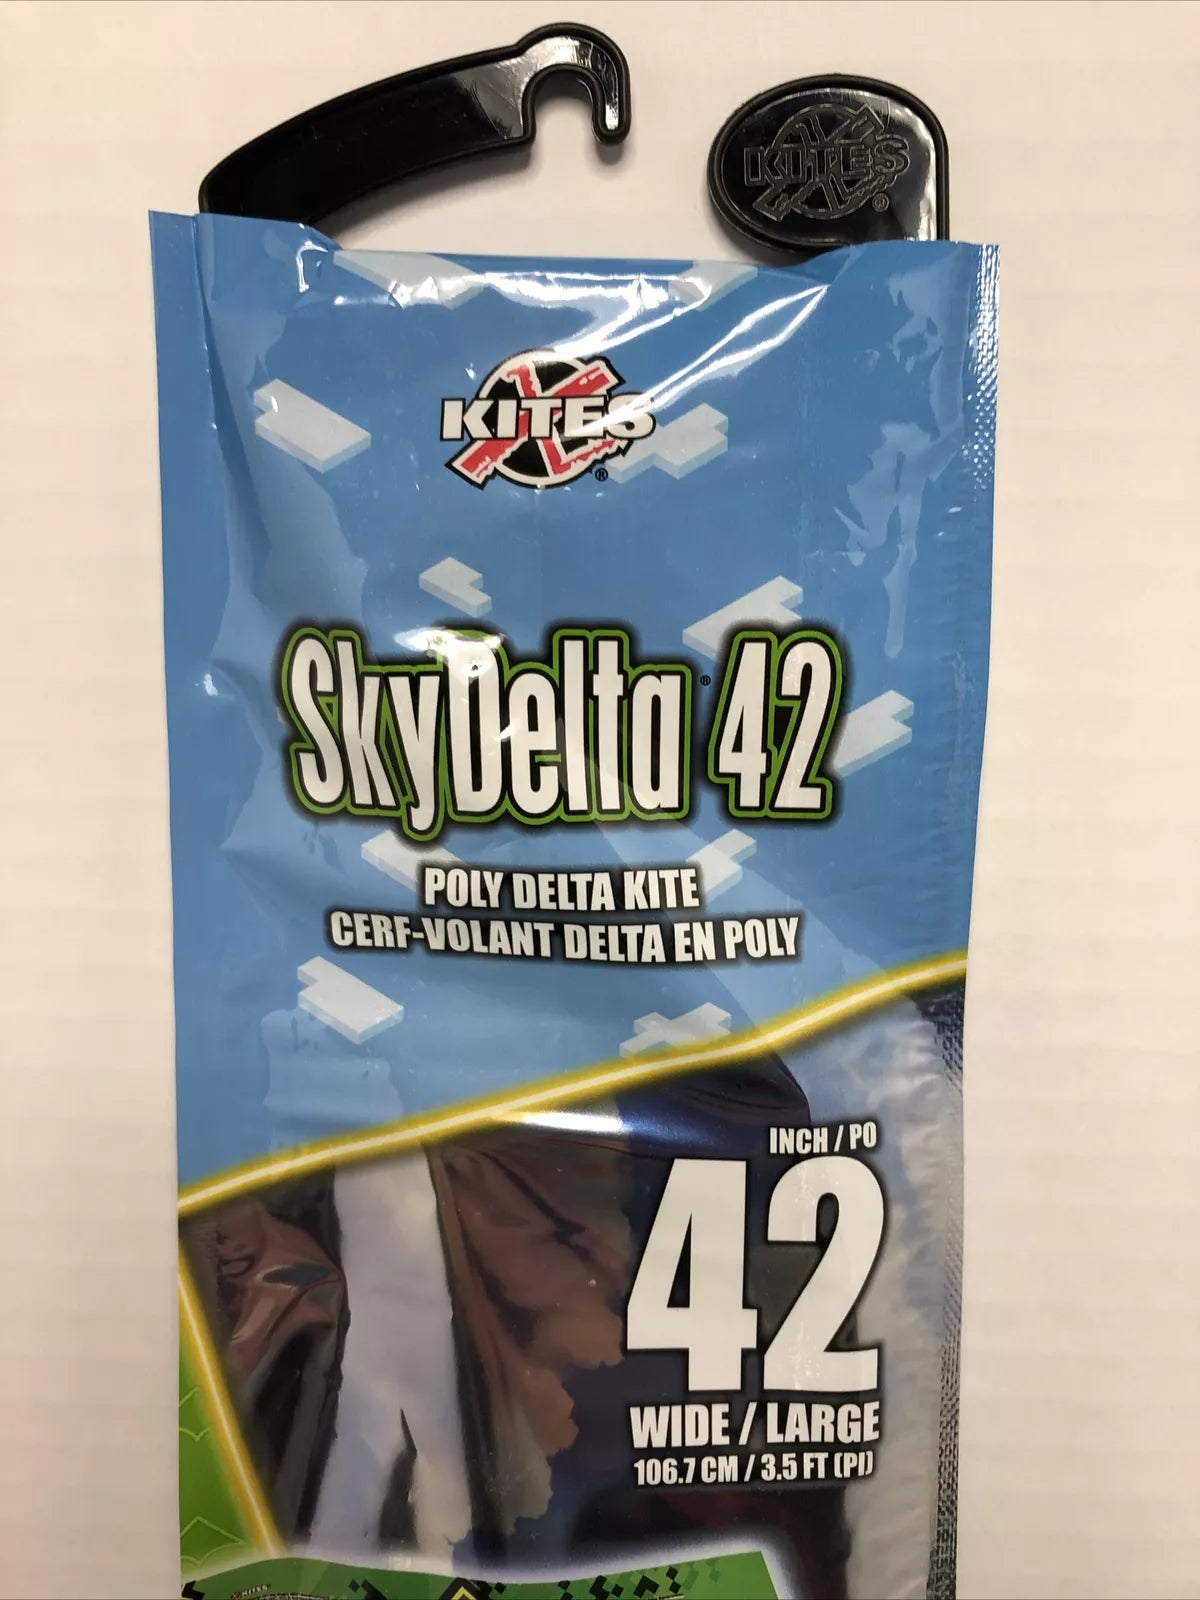 KITES
®
KITES
®
SkyDelta® 42
POLY DELTA KITE
CERF-VOLANT DELTA EN POLY
INCH / PO
42
WIDE / LARGE
106.7 CM / 3.5 FT (PI)
KITES